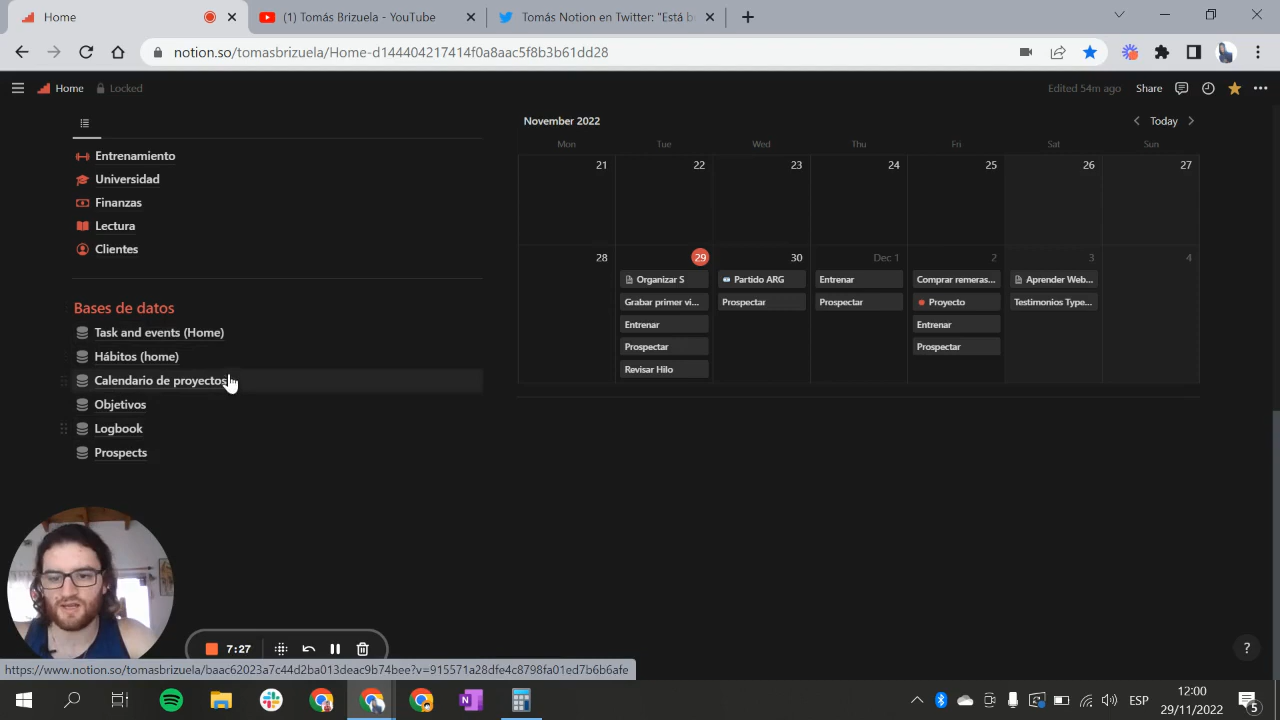 Home
(1) Tomás Brizuela - YouTube
Tomás Notion en Twitter: "Está b
notion.so/tomasbrizuela/Home-d144404217414f0a8aac5f8b3b61dd28
Home
Locked
Edited 54m ago
Share
Entrenamiento
Universidad
Finanzas
Lectura
Clientes
Bases de datos
Task and events (Home)
Hábitos (home)
Calendario de proyectos
Objetivos
Logbook
Prospects
November 2022
Today
Mon Tue Wed Thu Fri Sat Sun
21 22 23 24 25 26 27
28 29 30 Dec 1 2 3 4
Organizar S Partido ARG Entrenar Comprar remeras... Aprender Web...
Grabar primer vi... Prospectar Prospectar Proyecto Testimonios Type...
Entrenar Entrenar
Prospectar Prospectar
Revisar Hilo
7:27
?
https://www.notion.so/tomasbrizuela/baac62023a7c44d2ba013deac9b74bee?v=915571a28dfe4c8798fa01ed7b6b6afe
ESP
12:00
29/11/2022
5